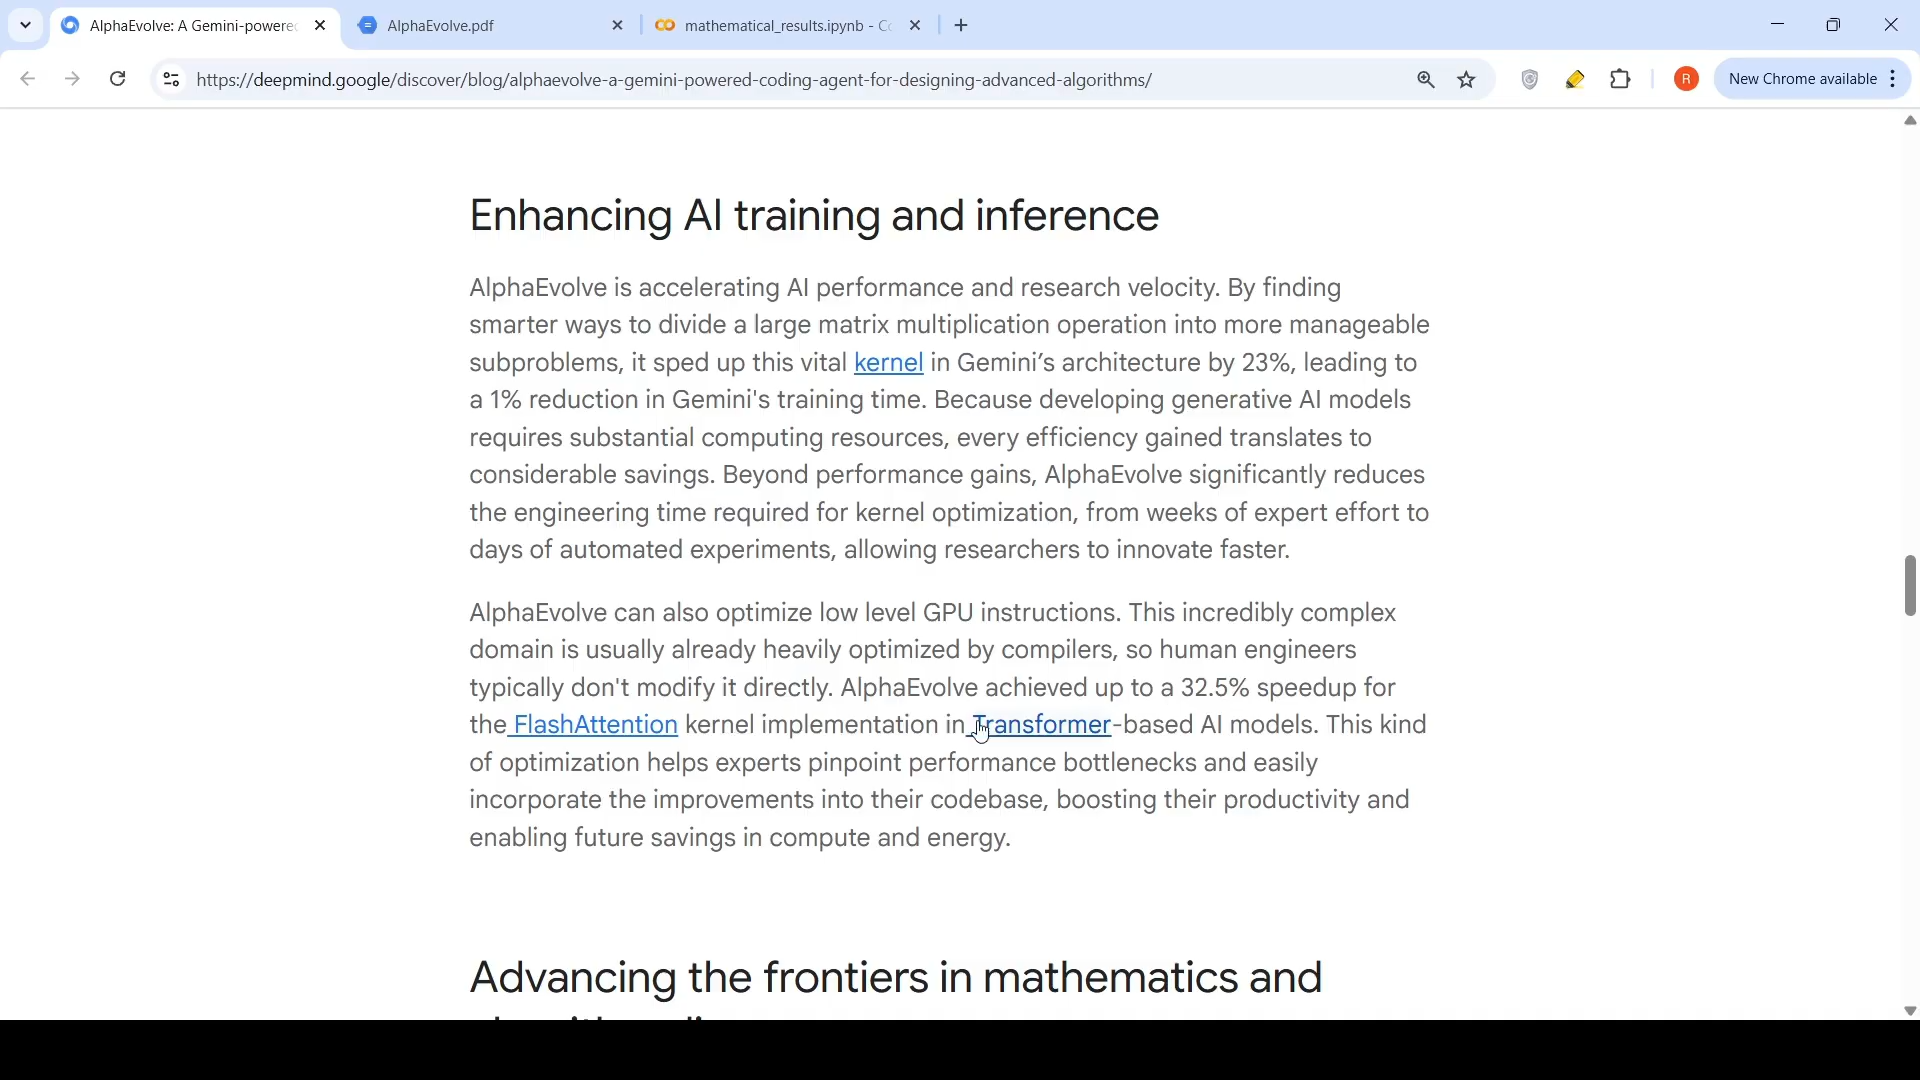 AlphaEvolve: A Gemini-powered
AlphaEvolve.pdf
mathematical_results.ipynb - Co
https://deepmind.google/discover/blog/alphaevolve-a-gemini-powered-coding-agent-for-designing-advanced-algorithms/
R
New Chrome available
Enhancing AI training and inference
AlphaEvolve is accelerating AI performance and research velocity. By finding
smarter ways to divide a large matrix multiplication operation into more manageable
subproblems, it sped up this vital kernel in Gemini’s architecture by 23%, leading to
a 1% reduction in Gemini's training time. Because developing generative AI models
requires substantial computing resources, every efficiency gained translates to
considerable savings. Beyond performance gains, AlphaEvolve significantly reduces
the engineering time required for kernel optimization, from weeks of expert effort to
days of automated experiments, allowing researchers to innovate faster.
AlphaEvolve can also optimize low level GPU instructions. This incredibly complex
domain is usually already heavily optimized by compilers, so human engineers
typically don't modify it directly. AlphaEvolve achieved up to a 32.5% speedup for
the FlashAttention kernel implementation in Transformer-based AI models. This kind
of optimization helps experts pinpoint performance bottlenecks and easily
incorporate the improvements into their codebase, boosting their productivity and
enabling future savings in compute and energy.
Advancing the frontiers in mathematics and